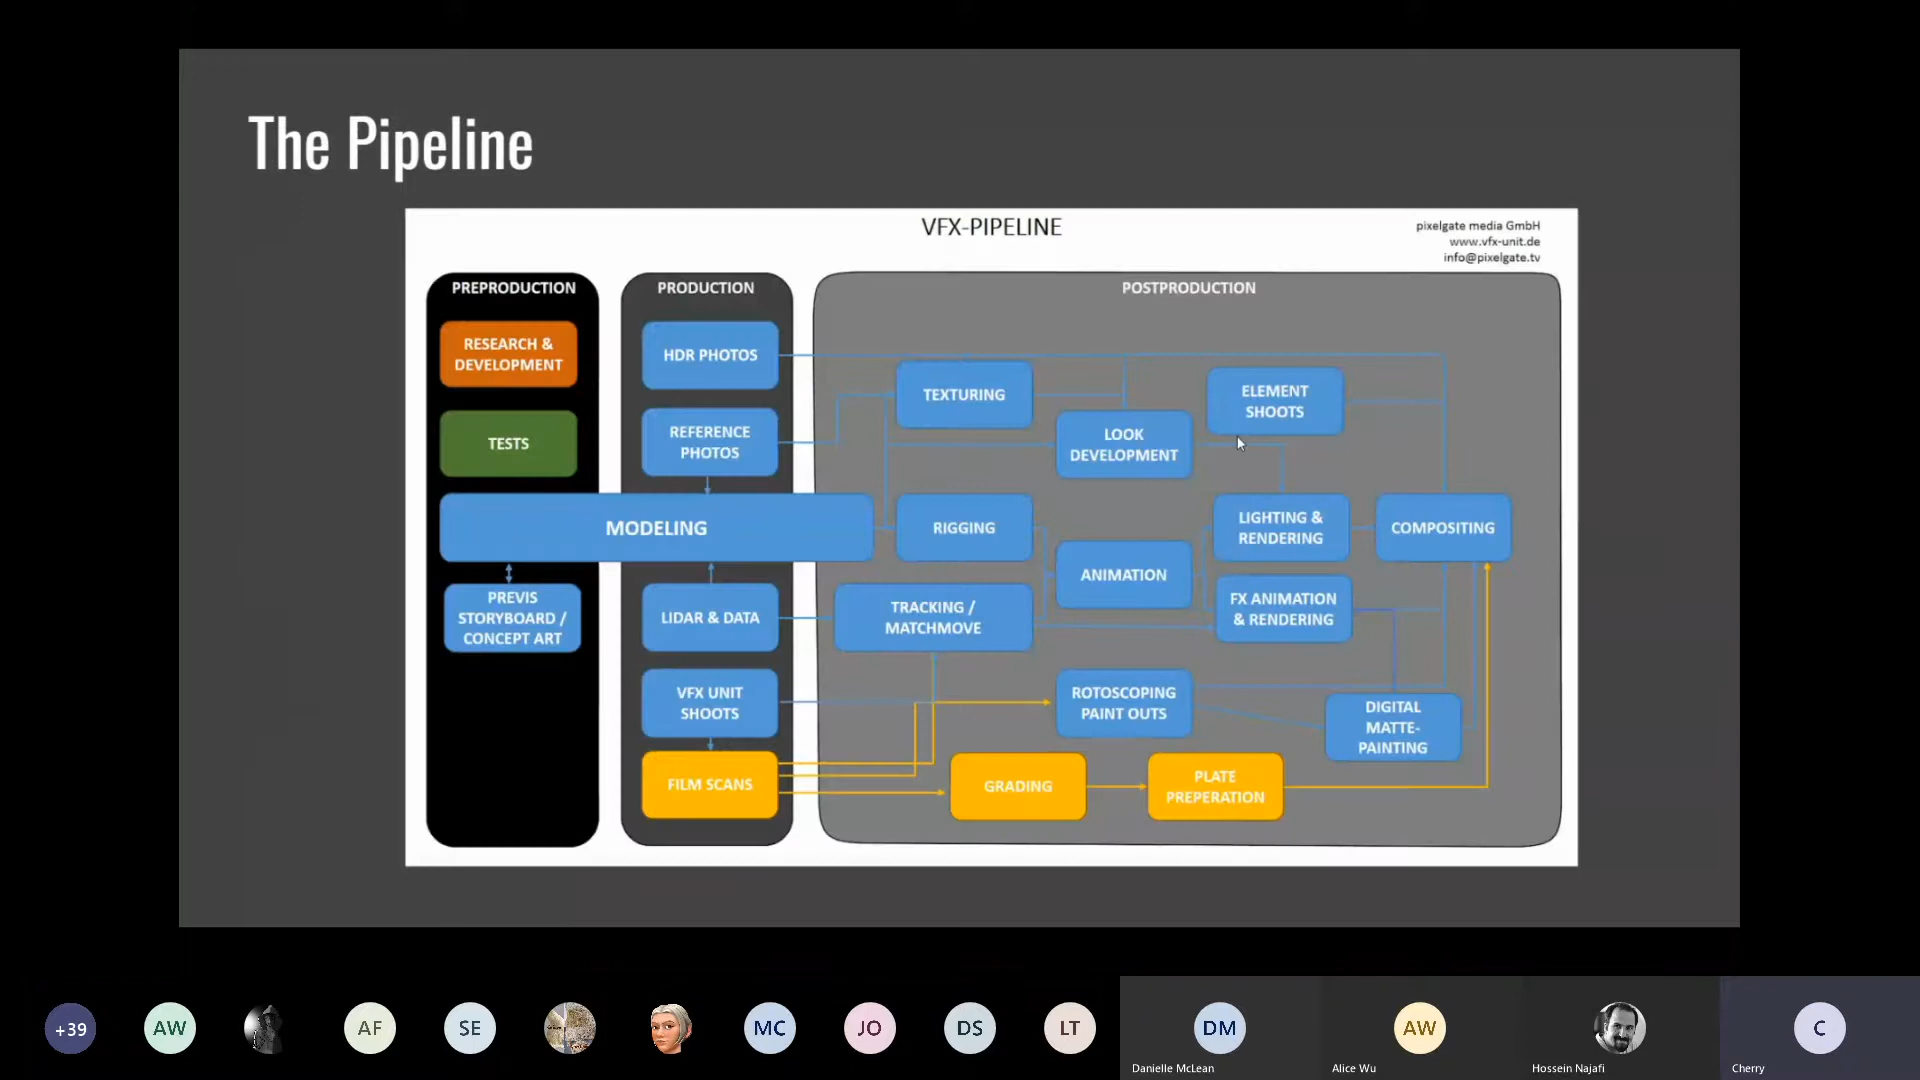 The Pipeline
VFX-PIPELINE
pixelgate media GmbH
www.vfx-unit.de
info@pixelgate.tv
PREPRODUCTION
RESEARCH &
DEVELOPMENT
TESTS
PREVIS
STORYBOARD /
CONCEPT ART
PRODUCTION
HDR PHOTOS
REFERENCE
PHOTOS
MODELING
LIDAR & DATA
VFX UNIT
SHOOTS
FILM SCANS
POSTPRODUCTION
TEXTURING
ELEMENT
SHOOTS
LOOK
DEVELOPMENT
RIGGING
LIGHTING &
RENDERING
COMPOSITING
ANIMATION
TRACKING /
MATCHMOVE
FX ANIMATION
& RENDERING
ROTOSCOPING
PAINT OUTS
DIGITAL
MATTE-
PAINTING
GRADING
PLATE
PREPERATION
+39
AW
AF
SE
MC
JO
DS
LT
DM
Danielle McLean
AW
Alice Wu
Hossein Najafi
C
Cherry